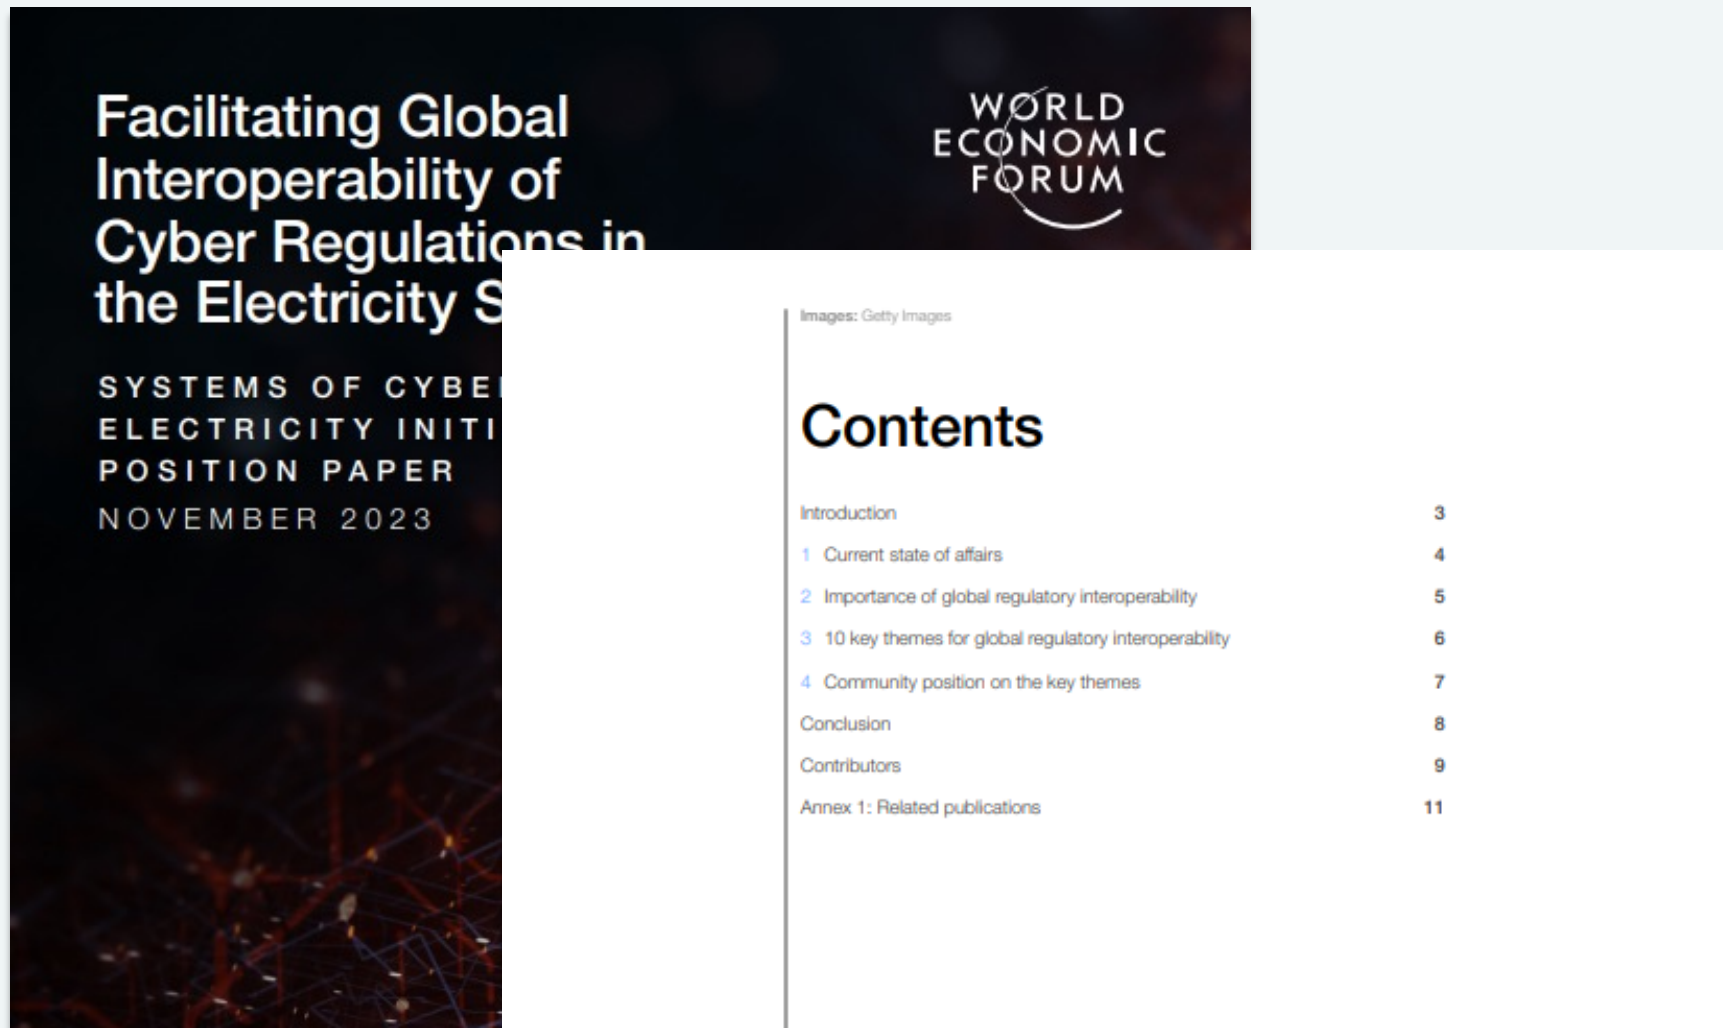 Facilitating Global
Interoperability of
Cyber Regulations in
the Electricity S
SYSTEMS OF CYBE
ELECTRICITY INITI
POSITION PAPER
NOVEMBER 2023
WORLD
ECONOMIC
FORUM
Images: Getty Images
Contents
Introduction 3
1 Current state of affairs 4
2 Importance of global regulatory interoperability 5
3 10 key themes for global regulatory interoperability 6
4 Community position on the key themes 7
Conclusion 8
Contributors 9
Annex 1: Related publications 11